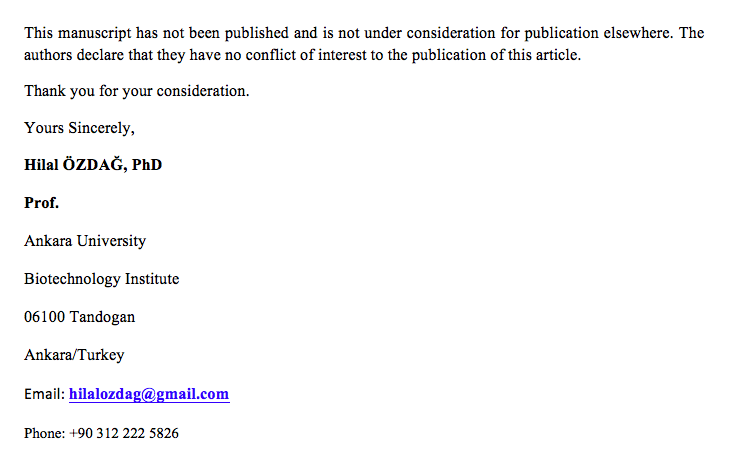 This manuscript has not been published and is not under consideration for publication elsewhere. The
authors declare that they have no conflict of interest to the publication of this article.
Thank you for your consideration.
Yours Sincerely,
Hilal ÖZDAĞ, PhD
Prof.
Ankara University
Biotechnology Institute
06100 Tandogan
Ankara/Turkey
Email: hilalozdag@gmail.com
Phone: +90 312 222 5826